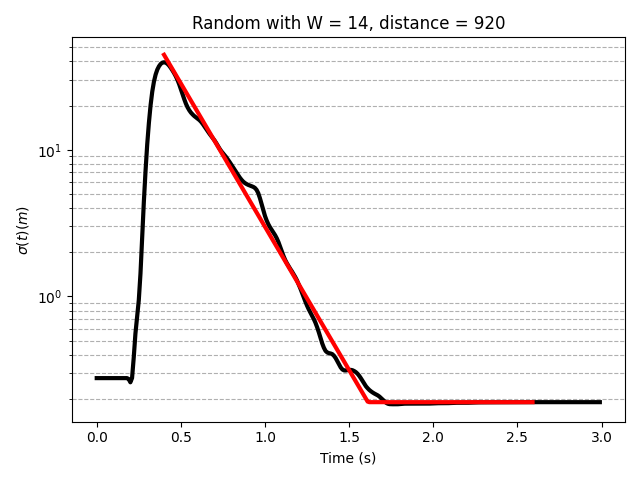 Random with W = 14, distance = 920
σ(t)(m)
10¹
10⁰
0.0 0.5 1.0 1.5 2.0 2.5 3.0
Time (s)